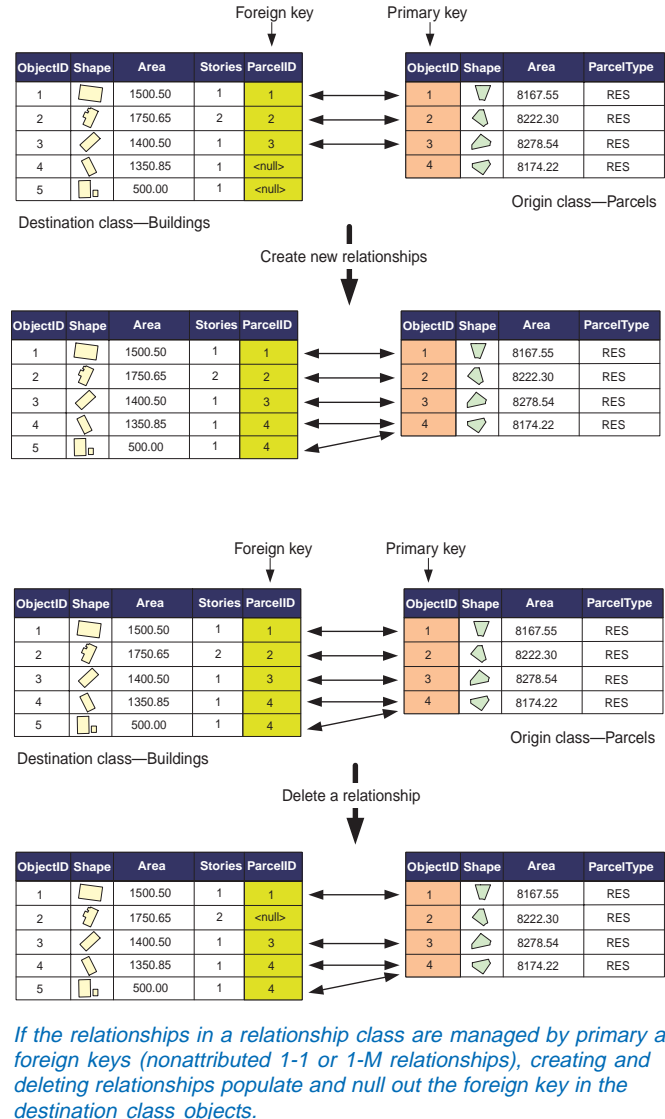 Foreign key Primary key
ObjectID Shape Area Stories ParcelID ObjectID Shape Area ParcelType
1 1500.50 1 1 1 8167.55 RES
2 1750.65 2 2 2 8222.30 RES
3 1400.50 1 3 3 8278.54 RES
4 1350.85 1 <null> 4 8174.22 RES
5 500.00 1 <null>
Origin class—Parcels
Destination class—Buildings
Create new relationships
ObjectID Shape Area Stories ParcelID ObjectID Shape Area ParcelType
1 1500.50 1 1 1 8167.55 RES
2 1750.65 2 2 2 8222.30 RES
3 1400.50 1 3 3 8278.54 RES
4 1350.85 1 4 4 8174.22 RES
5 500.00 1 4
Foreign key Primary key
ObjectID Shape Area Stories ParcelID ObjectID Shape Area ParcelType
1 1500.50 1 1 1 8167.55 RES
2 1750.65 2 2 2 8222.30 RES
3 1400.50 1 3 3 8278.54 RES
4 1350.85 1 4 4 8174.22 RES
5 500.00 1 4
Origin class—Parcels
Destination class—Buildings
Delete a relationship
ObjectID Shape Area Stories ParcelID ObjectID Shape Area ParcelType
1 1500.50 1 1 1 8167.55 RES
2 1750.65 2 <null> 2 8222.30 RES
3 1400.50 1 3 3 8278.54 RES
4 1350.85 1 4 4 8174.22 RES
5 500.00 1 4
If the relationships in a relationship class are managed by primary a
foreign keys (nonattributed 1-1 or 1-M relationships), creating and
deleting relationships populate and null out the foreign key in the
destination class objects.